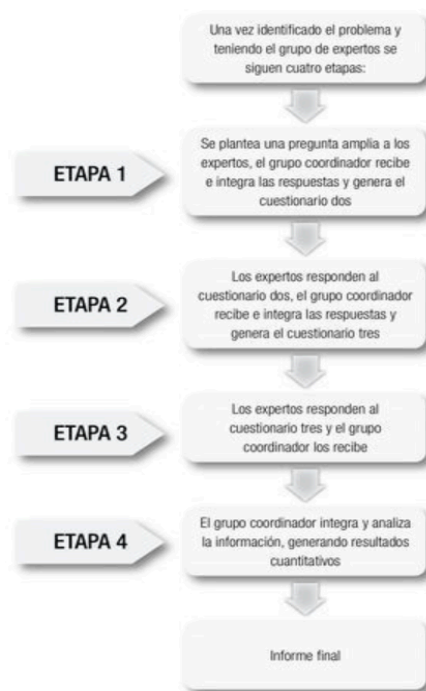 Una vez identificado el problema y
teniendo el grupo de expertos se
siguen cuatro etapas:
ETAPA 1
Se plantea una pregunta amplia a los
expertos, el grupo coordinador recibe
e integra las respuestas y genera el
cuestionario dos
ETAPA 2
Los expertos responden al
cuestionario dos, el grupo coordinador
recibe e integra las respuestas y
genera el cuestionario tres
ETAPA 3
Los expertos responden al
cuestionario tres y el grupo
coordinador los recibe
ETAPA 4
El grupo coordinador integra y analiza
la información, generando resultados
cuantitativos
Informe final